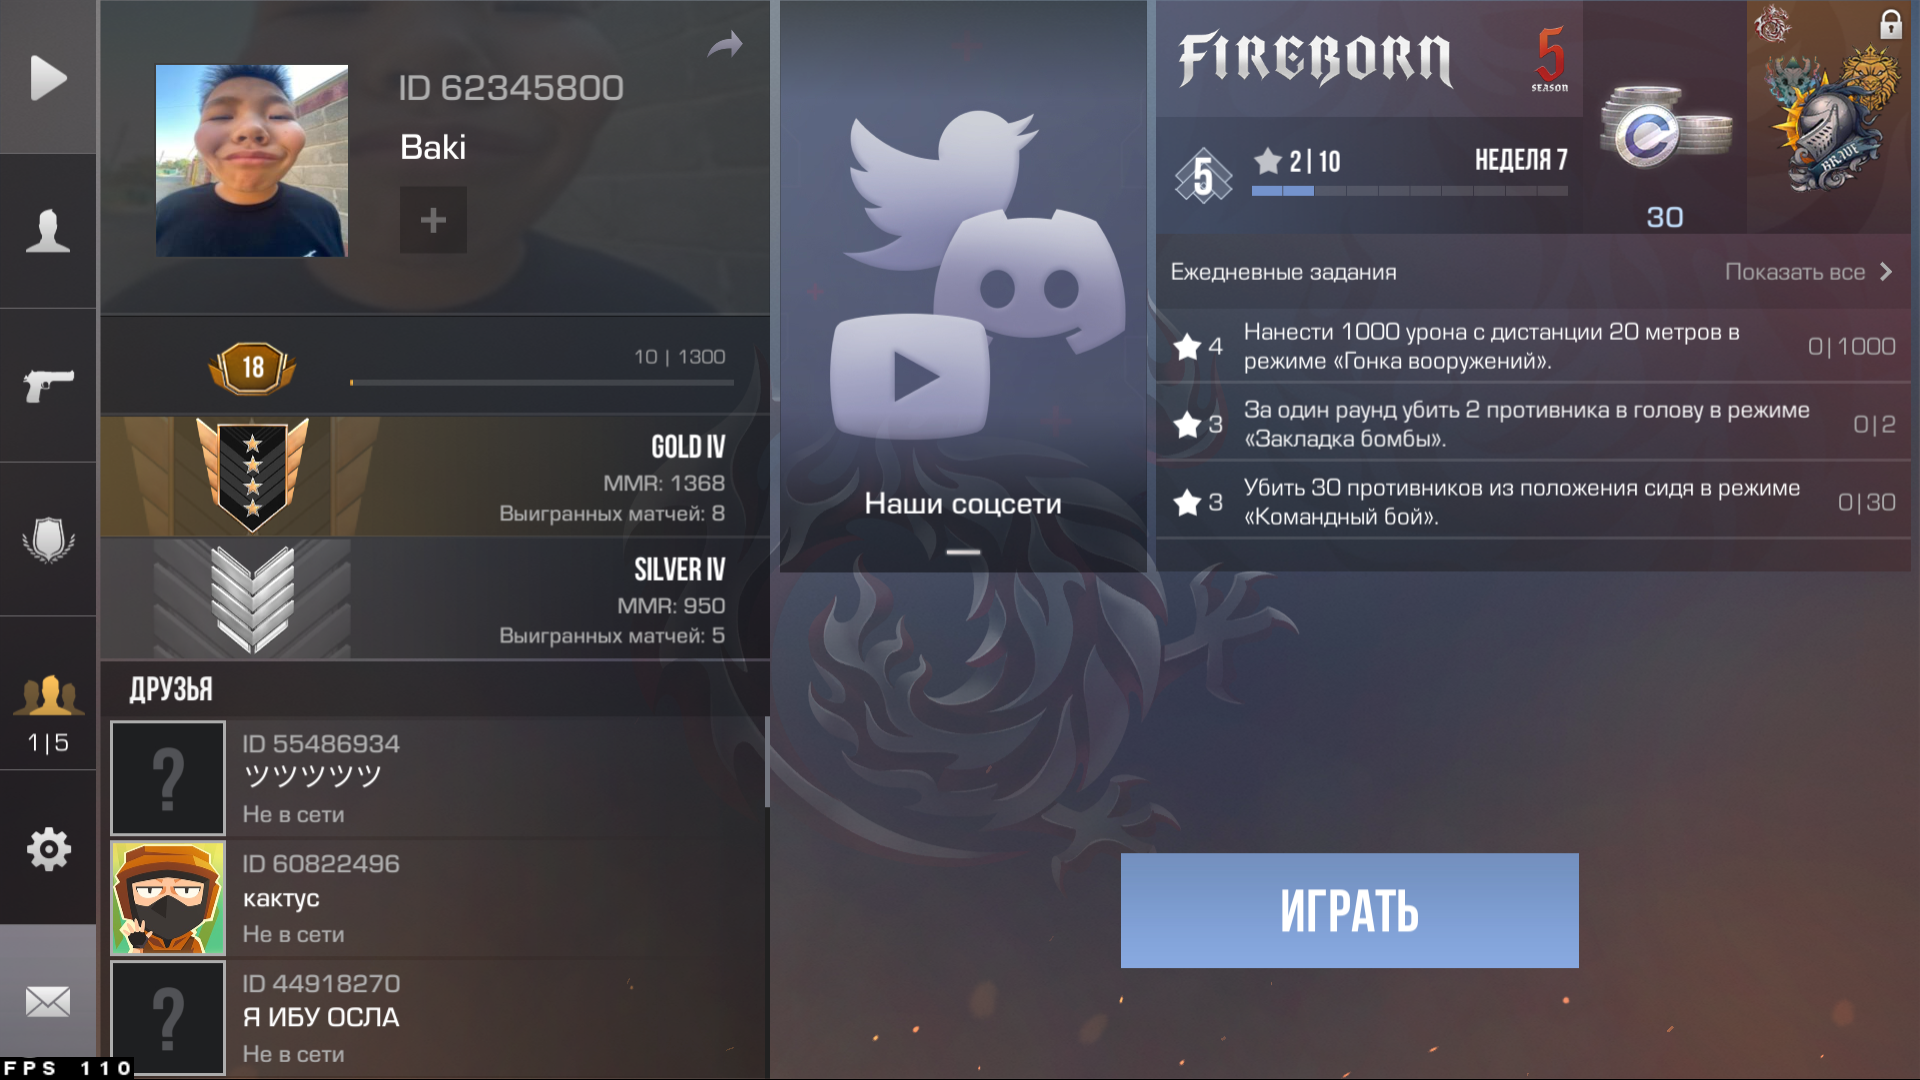 ID 62345800
Baki
+
18
10 | 1300
GOLD IV
MMR: 1368
Выигранных матчей: 8
SILVER IV
MMR: 950
Выигранных матчей: 5
ДРУЗЬЯ
ID 55486934
ツツツツツ
Не в сети
ID 60822496
кактус
Не в сети
ID 44918270
Я ИБУ ОСЛА
Не в сети
1|5
FPS 110
Наши соцсети
FIREBORN
5
SEASON
5
2|10
НЕДЕЛЯ 7
30
BRAVE
Ежедневные задания
Показать все
4
Нанести 1000 урона с дистанции 20 метров в
режиме «Гонка вооружений».
0|1000
3
За один раунд убить 2 противника в голову в режиме
«Закладка бомбы».
0|2
3
Убить 30 противников из положения сидя в режиме
«Командный бой».
0|30
ИГРАТЬ